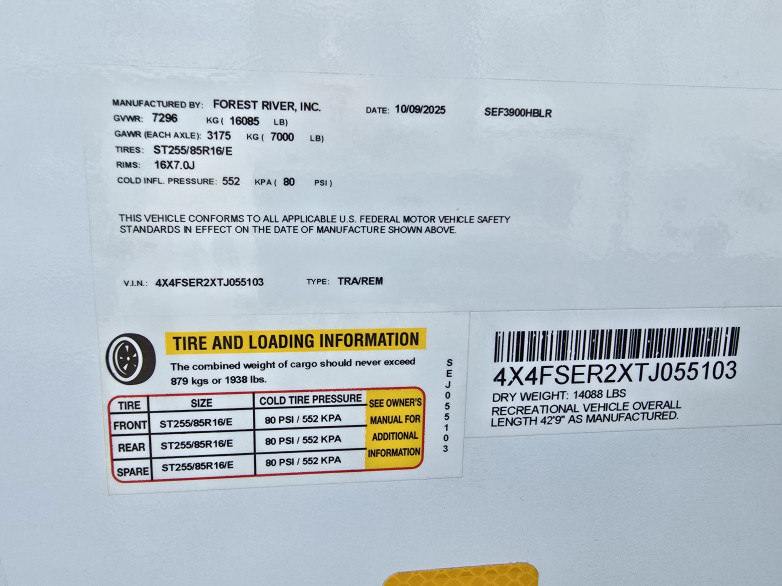 MANUFACTURED BY: FOREST RIVER, INC. DATE: 10/09/2025 SEF3900HBLR
GVWR: 7296 KG ( 16085 LB)
GAWR (EACH AXLE): 3175 KG ( 7000 LB)
TIRES: ST255/85R16/E
RIMS: 16X7.0J
COLD INFL. PRESSURE: 552 KPA ( 80 PSI )
THIS VEHICLE CONFORMS TO ALL APPLICABLE U.S. FEDERAL MOTOR VEHICLE SAFETY
STANDARDS IN EFFECT ON THE DATE OF MANUFACTURE SHOWN ABOVE.
V.I.N.: 4X4FSER2XTJ055103 TYPE: TRA/REM
TIRE AND LOADING INFORMATION
The combined weight of cargo should never exceed
879 kgs or 1938 lbs.
TIRE SIZE COLD TIRE PRESSURE
FRONT ST255/85R16/E 80 PSI / 552 KPA
REAR ST255/85R16/E 80 PSI / 552 KPA
SPARE ST255/85R16/E 80 PSI / 552 KPA
SEE OWNER'S
MANUAL FOR
ADDITIONAL
INFORMATION
S
E
J
0
5
5
1
0
3
4X4FSER2XTJ055103
DRY WEIGHT: 14088 LBS
RECREATIONAL VEHICLE OVERALL
LENGTH 42'9" AS MANUFACTURED.